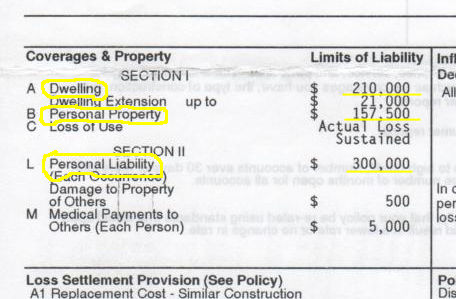 Coverages & Property Limits of Liability Infl
SECTION I Dec
A Dwelling $ 210,000 All
Dwelling Extension up to $ 21,000
B Personal Property $ 157,500
C Loss of Use Actual Loss
Sustained
SECTION II
L Personal Liability $ 300,000
(Each Occurrence)
Damage to Property In c
of Others $ 500 per
M Medical Payments to los
Others (Each Person) $ 5,000
Loss Settlement Provision (See Policy) Po
A1 Replacement Cost - Similar Construction Dis